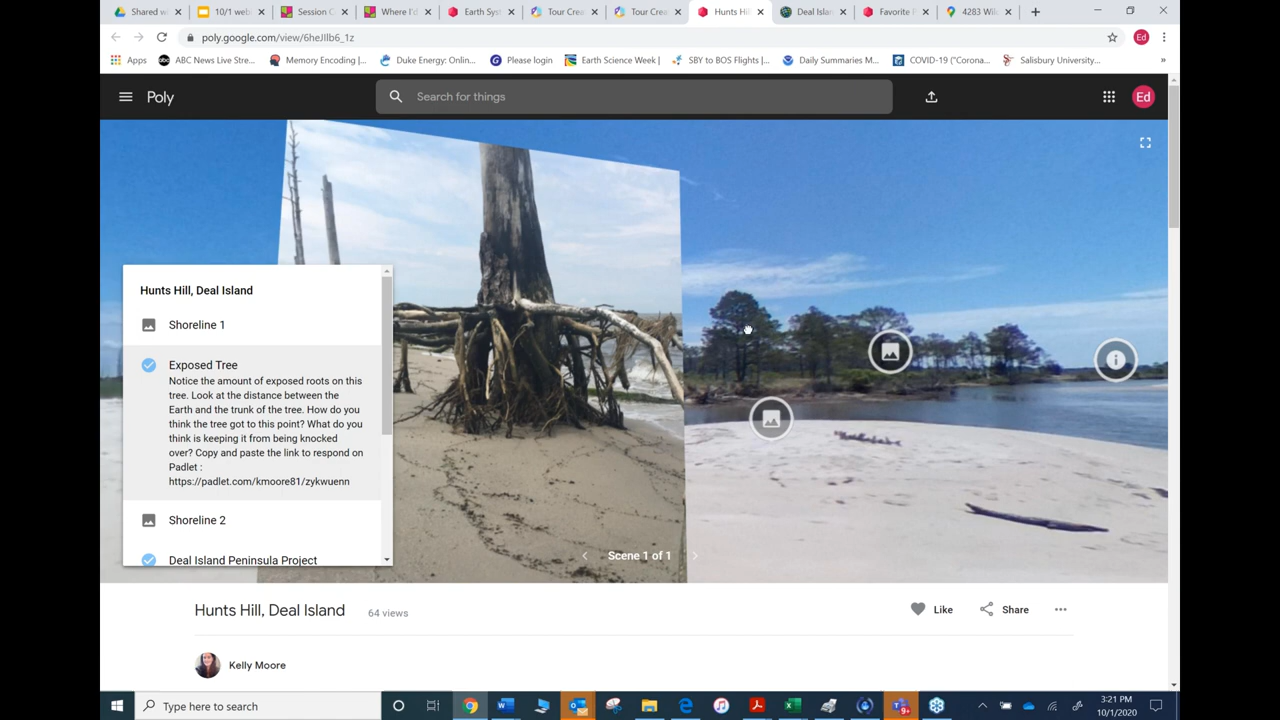 Shared w
10/1 web
Session C
Where I'd
Earth Sys
Tour Crea
Tour Crea
Hunts Hil
Deal Islan
Favorite P
4283 Wil
poly.google.com/view/6heJIlb6_1z
Ed
Apps
ABC News Live Stre...
Memory Encoding |...
Duke Energy: Onlin...
Please login
Earth Science Week |
SBY to BOS Flights |...
Daily Summaries M...
COVID-19 ("Corona...
Salisbury University...
»
Poly
Search for things
Ed
Hunts Hill, Deal Island
Shoreline 1
Exposed Tree
Notice the amount of exposed roots on this
tree. Look at the distance between the
Earth and the trunk of the tree. How do you
think the tree got to this point? What do you
think is keeping it from being knocked
over? Copy and paste the link to respond on
Padlet :
https://padlet.com/kmoore81/zykwuenn
Shoreline 2
Deal Island Peninsula Project
Scene 1 of 1
Hunts Hill, Deal Island
64 views
Like
Share
Kelly Moore
Type here to search
9+
3:21 PM
10/1/2020